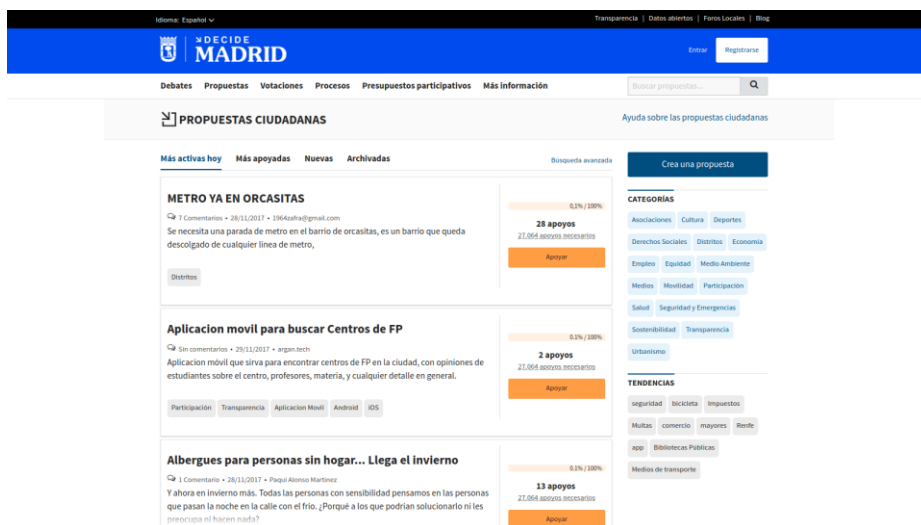 Idioma: Español
Transparencia | Datos abiertos | Foros Locales | Blog
DECIDE
MADRID
Entrar Registrarse
Debates Propuestas Votaciones Procesos Presupuestos participativos Más información
Buscar propuestas...
PROPUESTAS CIUDADANAS
Ayuda sobre las propuestas ciudadanas
Más activas hoy Más apoyadas Nuevas Archivadas
Búsqueda avanzada
METRO YA EN ORCASITAS
7 Comentarios • 28/11/2017 • 1964zafra@gmail.com
Se necesita una parada de metro en el barrio de orcasitas, es un barrio que queda
descolgado de cualquier linea de metro,
Distritos
0,1% / 100%
28 apoyos
27.064 apoyos necesarios
Apoyar
Aplicacion movil para buscar Centros de FP
Sin comentarios • 29/11/2017 • argan.tech
Aplicacion móvil que sirva para encontrar centros de FP en la ciudad, con opiniones de
estudiantes sobre el centro, profesores, materia, y cualquier detalle en general.
Participación Transparencia Aplicacion Movil Android iOS
0.1% / 100%
2 apoyos
27.064 apoyos necesarios
Apoyar
Albergues para personas sin hogar... Llega el invierno
1 Comentario • 28/11/2017 • Paqui Alonso Martinez
Y ahora en invierno más. Todas las personas con sensibilidad pensamos en las personas
que pasan la noche en la calle con el frio. ¿Porqué a los que podrian solucionarlo ni les
preocupa ni hacen nada?
0.1% / 100%
13 apoyos
27.064 apoyos necesarios
Apoyar
Crea una propuesta
CATEGORÍAS
Asociaciones Cultura Deportes
Derechos Sociales Distritos Economía
Empleo Equidad Medio Ambiente
Medios Movilidad Participación
Salud Seguridad y Emergencias
Sostenibilidad Transparencia
Urbanismo
TENDENCIAS
seguridad bicicleta Impuestos
Multas comercio mayores Renfe
app Bibliotecas Públicas
Medios de transporte